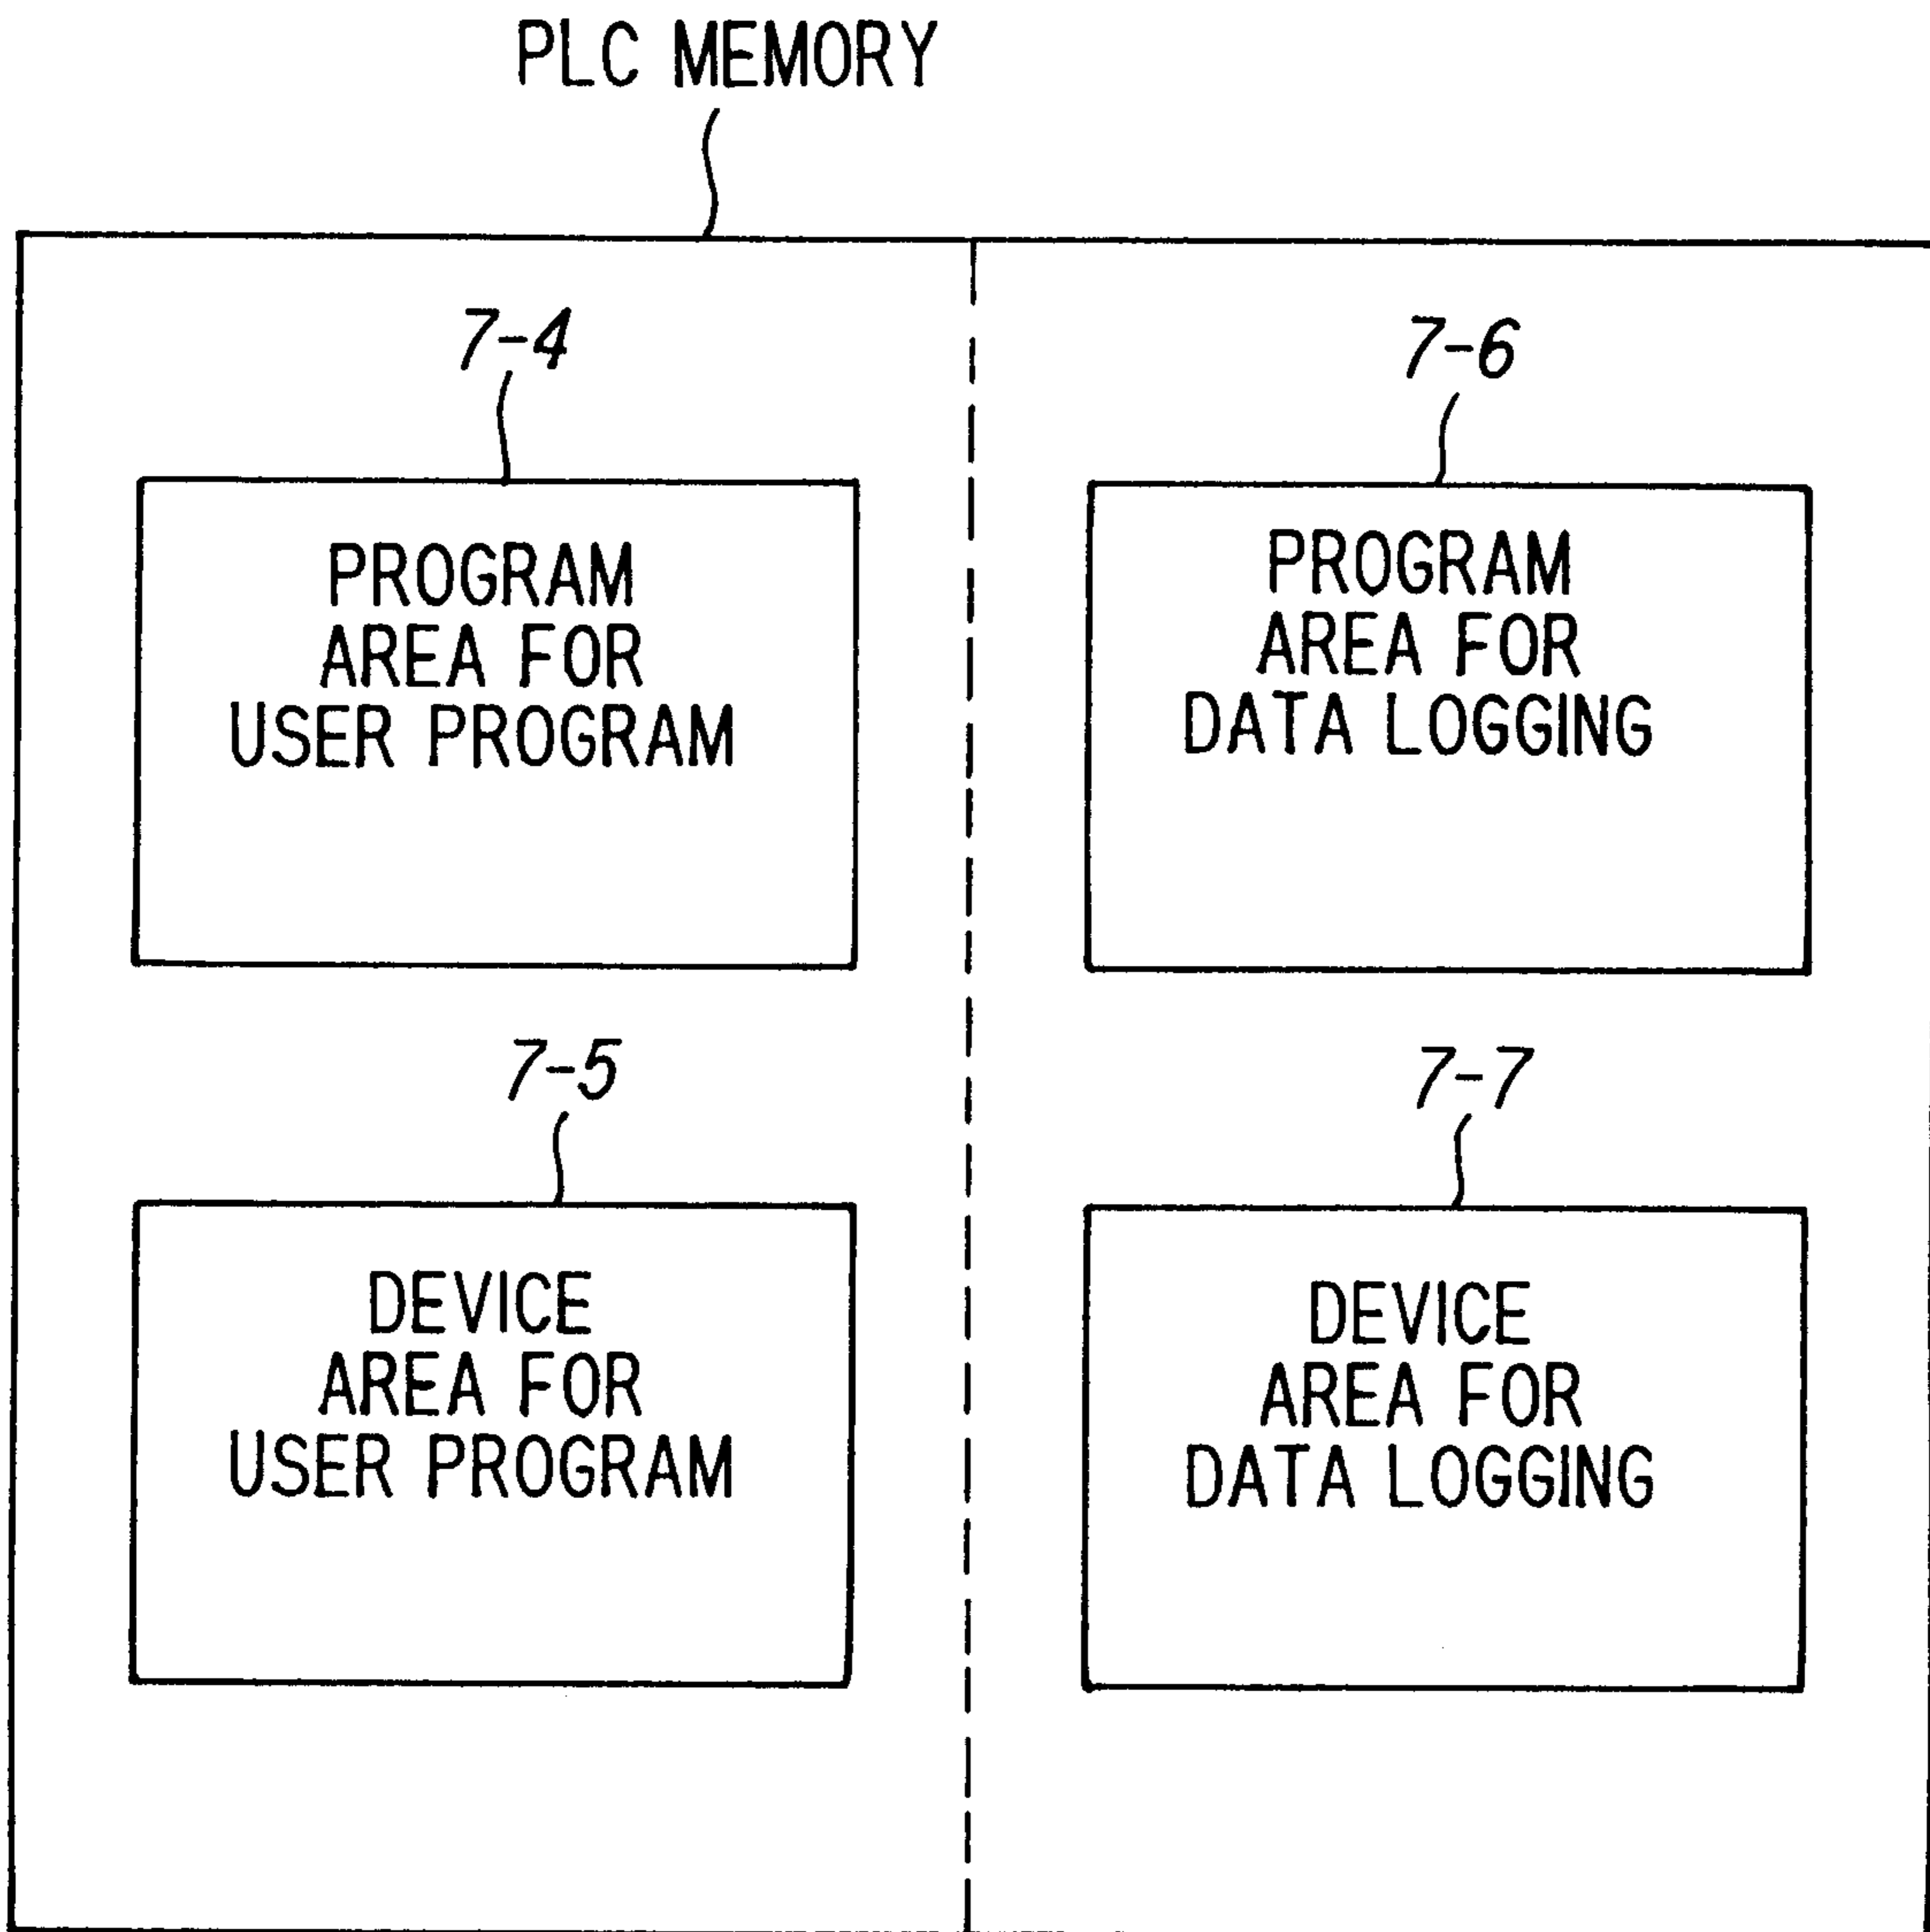 PLC MEMORY
7-4
PROGRAM
AREA FOR
USER PROGRAM
7-6
PROGRAM
AREA FOR
DATA LOGGING
7-5
DEVICE
AREA FOR
USER PROGRAM
7-7
DEVICE
AREA FOR
DATA LOGGING